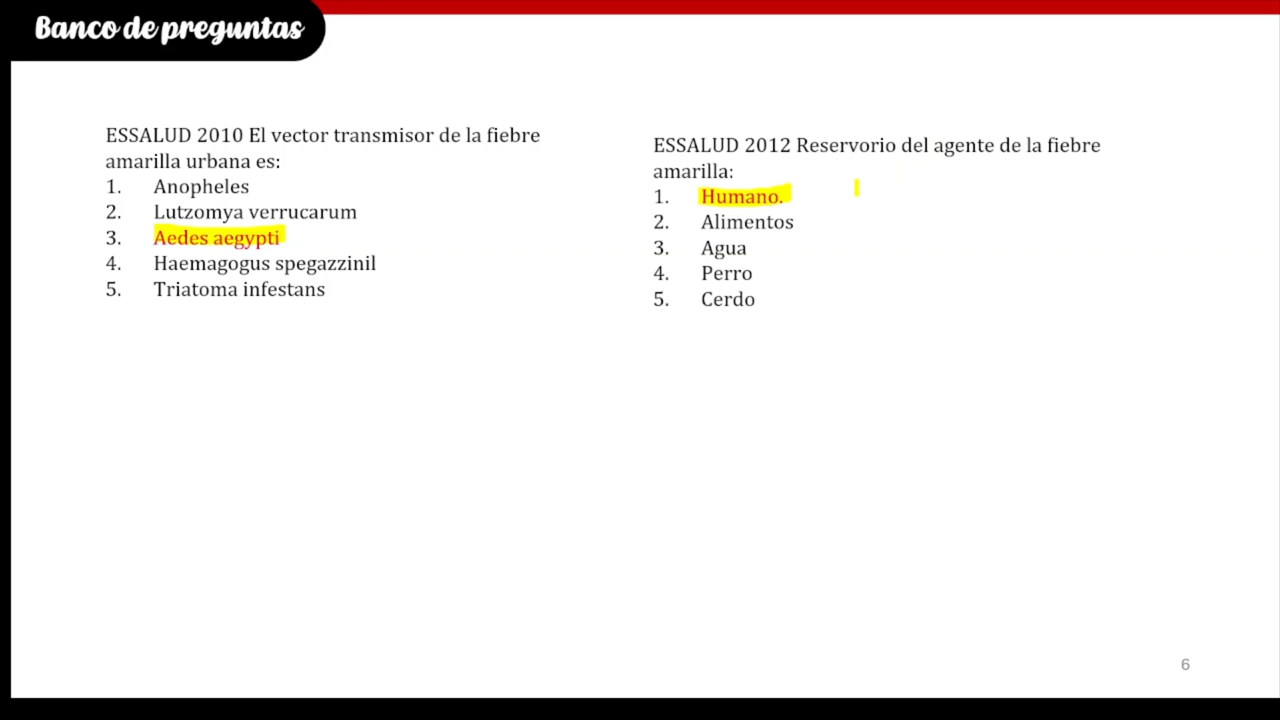 Banco de preguntas
ESSALUD 2010 El vector transmisor de la fiebre
amarilla urbana es:
1. Anopheles
2. Lutzomya verrucarum
3. Aedes aegypti
4. Haemagogus spegazzinil
5. Triatoma infestans
ESSALUD 2012 Reservorio del agente de la fiebre
amarilla:
1. Humano.
2. Alimentos
3. Agua
4. Perro
5. Cerdo
6